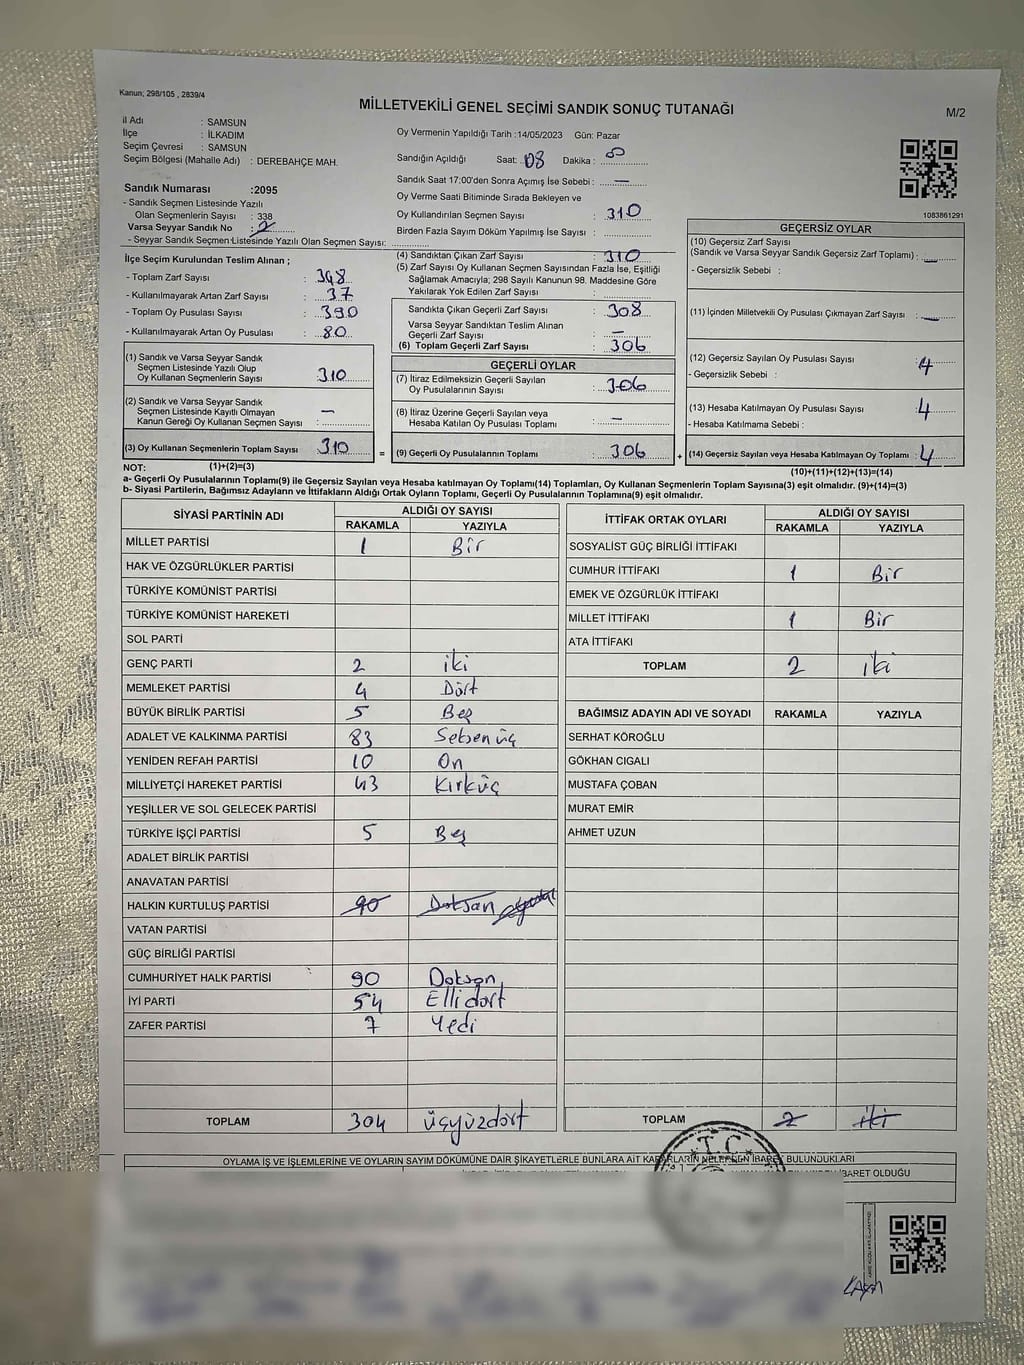 Kanun; 298/105 , 2839/4
MİLLETVEKİLİ GENEL SEÇİMİ SANDIK SONUÇ TUTANAĞI
M/2
İl Adı : SAMSUN
İlçe : İLKADIM
Seçim Çevresi : SAMSUN
Seçim Bölgesi (Mahalle Adı) : DEREBAHÇE MAH.
Oy Vermenin Yapıldığı Tarih :14/05/2023 Gün: Pazar
Sandığın Açıldığı Saat: 08 Dakika : 00
Sandık Saat 17:00'den Sonra Açımış İse Sebebi : —
Oy Verme Saati Bitiminde Sırada Bekleyen ve
Oy Kullandırılan Seçmen Sayısı : 310
Birden Fazla Sayım Döküm Yapılmış İse Sayısı :
Sandık Numarası :2095
- Sandık Seçmen Listesinde Yazılı
Olan Seçmenlerin Sayısı : 338
Varsa Seyyar Sandık No : 2
- Seyyar Sandık Seçmen Listesinde Yazılı Olan Seçmen Sayısı:
1083861291
İlçe Seçim Kurulundan Teslim Alınan ;
- Toplam Zarf Sayısı : 348
- Kullanılmayarak Artan Zarf Sayısı : 37
- Toplam Oy Pusulası Sayısı : 390
- Kullanılmayarak Artan Oy Pusulası : 80
(1) Sandık ve Varsa Seyyar Sandık
Seçmen Listesinde Yazılı Olup
Oy Kullanan Seçmenlerin Sayısı : 310
(2) Sandık ve Varsa Seyyar Sandık
Seçmen Listesinde Kayıtlı Olmayan
Kanun Gereği Oy Kullanan Seçmen Sayısı : —
(3) Oy Kullanan Seçmenlerin Toplam Sayısı : 310
(4) Sandıktan Çıkan Zarf Sayısı : 310
(5) Zarf Sayısı Oy Kullanan Seçmen Sayısından Fazla İse, Eşitliği
Sağlamak Amacıyla; 298 Sayılı Kanunun 98. Maddesine Göre
Yakılarak Yok Edilen Zarf Sayısı :
Sandıkta Çıkan Geçerli Zarf Sayısı : 308
Varsa Seyyar Sandıktan Teslim Alınan
Geçerli Zarf Sayısı : —
(6) Toplam Geçerli Zarf Sayısı : 306
GEÇERLİ OYLAR
(7) İtiraz Edilmeksizin Geçerli Sayılan
Oy Pusulalarının Sayısı : 306
(8) İtiraz Üzerine Geçerli Sayılan veya
Hesaba Katılan Oy Pusulası Toplamı : —
= (9) Geçerli Oy Pusulalarının Toplamı : 306
GEÇERSİZ OYLAR
(10) Geçersiz Zarf Sayısı
(Sandık ve Varsa Seyyar Sandık Geçersiz Zarf Toplamı) : —
- Geçersizlik Sebebi :
(11) İçinden Milletvekili Oy Pusulası Çıkmayan Zarf Sayısı : —
(12) Geçersiz Sayılan Oy Pusulası Sayısı : 4
- Geçersizlik Sebebi :
(13) Hesaba Katılmayan Oy Pusulası Sayısı : 4
- Hesaba Katılmama Sebebi :
+ (14) Geçersiz Sayılan veya Hesaba Katılmayan Oy Toplamı : 4
NOT: (1)+(2)=(3) (10)+(11)+(12)+(13)=(14)
a- Geçerli Oy Pusulalarının Toplamı(9) ile Geçersiz Sayılan veya Hesaba katılmayan Oy Toplamı(14) Toplamları, Oy Kullanan Seçmenlerin Toplam Sayısına(3) eşit olmalıdır. (9)+(14)=(3)
b- Siyasi Partilerin, Bağımsız Adayların ve İttifakların Aldığı Ortak Oyların Toplamı, Geçerli Oy Pusulalarının Toplamına(9) eşit olmalıdır.
SİYASİ PARTİNİN ADI ALDIĞI OY SAYISI
RAKAMLA YAZIYLA
MİLLET PARTİSİ 1 Bir
HAK VE ÖZGÜRLÜKLER PARTİSİ
TÜRKİYE KOMÜNİST PARTİSİ
TÜRKİYE KOMÜNİST HAREKETİ
SOL PARTİ
GENÇ PARTİ 2 iki
MEMLEKET PARTİSİ 4 Dört
BÜYÜK BİRLİK PARTİSİ 5 Beş
ADALET VE KALKINMA PARTİSİ 83 Seksen üç
YENİDEN REFAH PARTİSİ 10 On
MİLLİYETÇİ HAREKET PARTİSİ 43 Kırküç
YEŞİLLER VE SOL GELECEK PARTİSİ
TÜRKİYE İŞÇİ PARTİSİ 5 Beş
ADALET BİRLİK PARTİSİ
ANAVATAN PARTİSİ
HALKIN KURTULUŞ PARTİSİ 90 Doksan
VATAN PARTİSİ
GÜÇ BİRLİĞİ PARTİSİ
CUMHURİYET HALK PARTİSİ 90 Doksan
İYİ PARTİ 54 Elli dört
ZAFER PARTİSİ 7 Yedi
TOPLAM 304 üçyüzdört
İTTİFAK ORTAK OYLARI ALDIĞI OY SAYISI
RAKAMLA YAZIYLA
SOSYALİST GÜÇ BİRLİĞİ İTTİFAKI
CUMHUR İTTİFAKI 1 Bir
EMEK VE ÖZGÜRLÜK İTTİFAKI
MİLLET İTTİFAKI 1 Bir
ATA İTTİFAKI
TOPLAM 2 iki
BAĞIMSIZ ADAYIN ADI VE SOYADI RAKAMLA YAZIYLA
SERHAT KÖROĞLU
GÖKHAN CIGALI
MUSTAFA ÇOBAN
MURAT EMİR
AHMET UZUN
TOPLAM 2 iki
T.C.
OYLAMA İŞ VE İŞLEMLERİNE VE OYLARIN SAYIM DÖKÜMÜNE DAİR ŞİKAYETLERLE BUNLARA AİT KARARLARIN NELERDEN İBARET BULUNDUKLARI
İBARET OLDUĞU